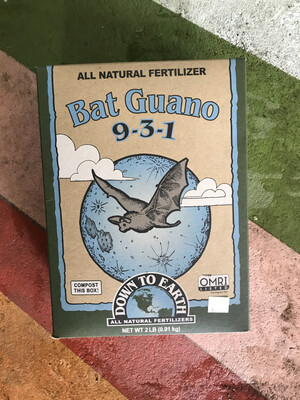 ALL NATURAL FERTILIZER
Bat Guano
9-3-1
COMPOST
THIS BOX!
DOWN TO EARTH
ALL NATURAL FERTILIZERS
OMRI
LISTED
NET WT 2 LB (0.91 KG)